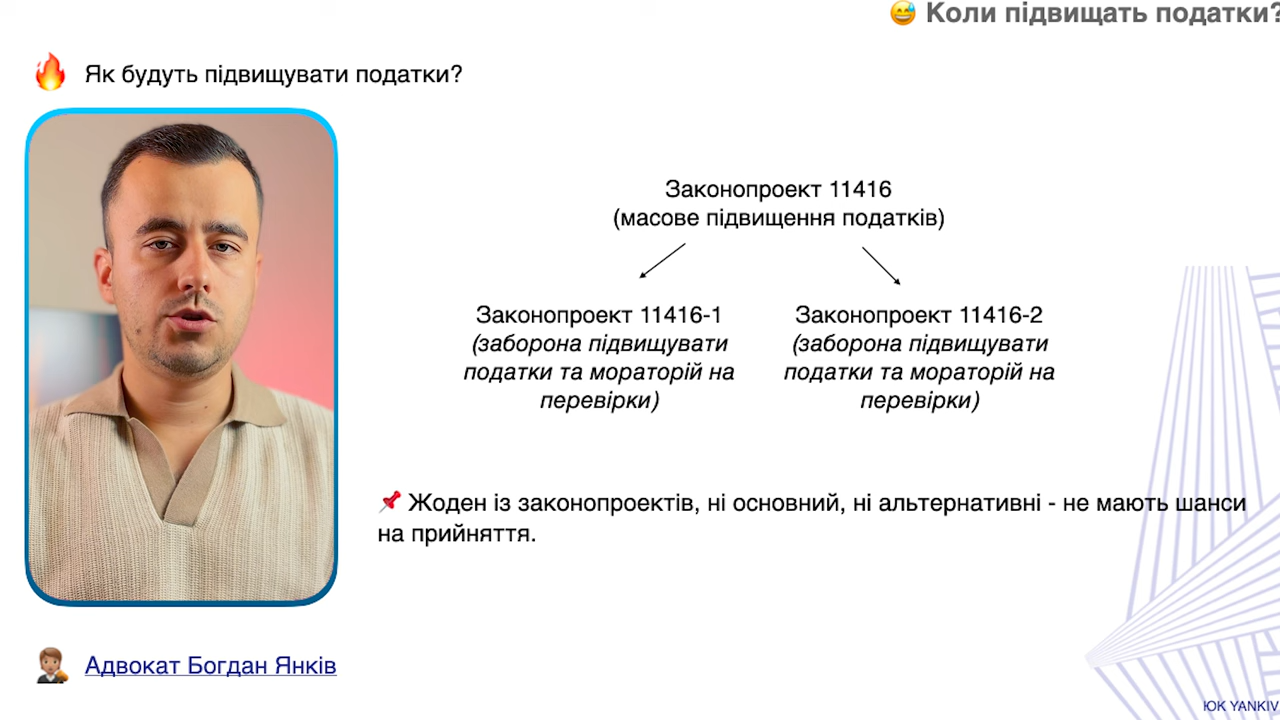 😅 Коли підвищать податки?
🔥 Як будуть підвищувати податки?
Законопроект 11416
(масове підвищення податків)
Законопроект 11416-1
(заборона підвищувати
податки та мораторій на
перевірки)
Законопроект 11416-2
(заборона підвищувати
податки та мораторій на
перевірки)
📌 Жоден із законопроектів, ні основний, ні альтернативні - не мають шанси
на прийняття.
Адвокат Богдан Янків
ЮК YANKIV